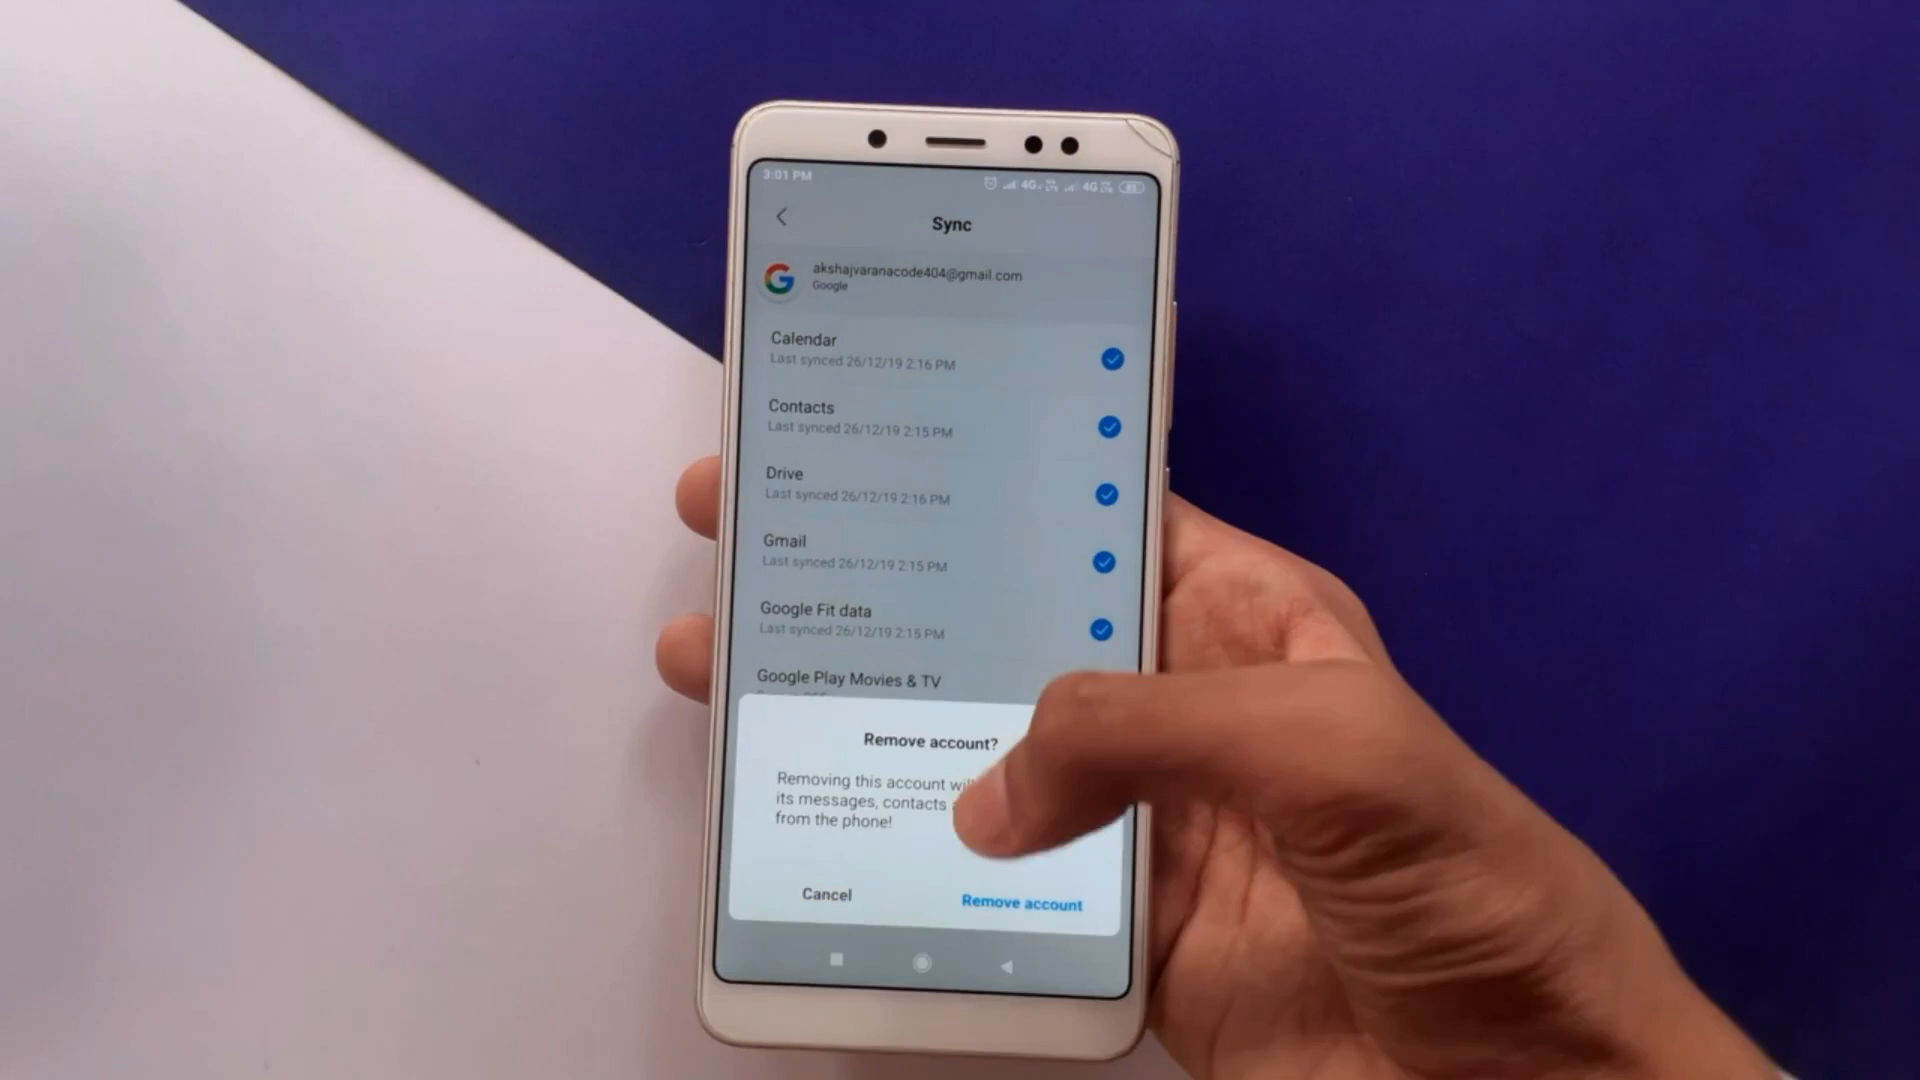 3:01 PM
4G 4G
Sync
akshajvaranacode404@gmail.com
Google
Calendar
Last synced 26/12/19 2:16 PM
Contacts
Last synced 26/12/19 2:15 PM
Drive
Last synced 26/12/19 2:16 PM
Gmail
Last synced 26/12/19 2:15 PM
Google Fit data
Last synced 26/12/19 2:15 PM
Google Play Movies & TV
Remove account?
Removing this account
its messages, contacts
from the phone!
Cancel
Remove account